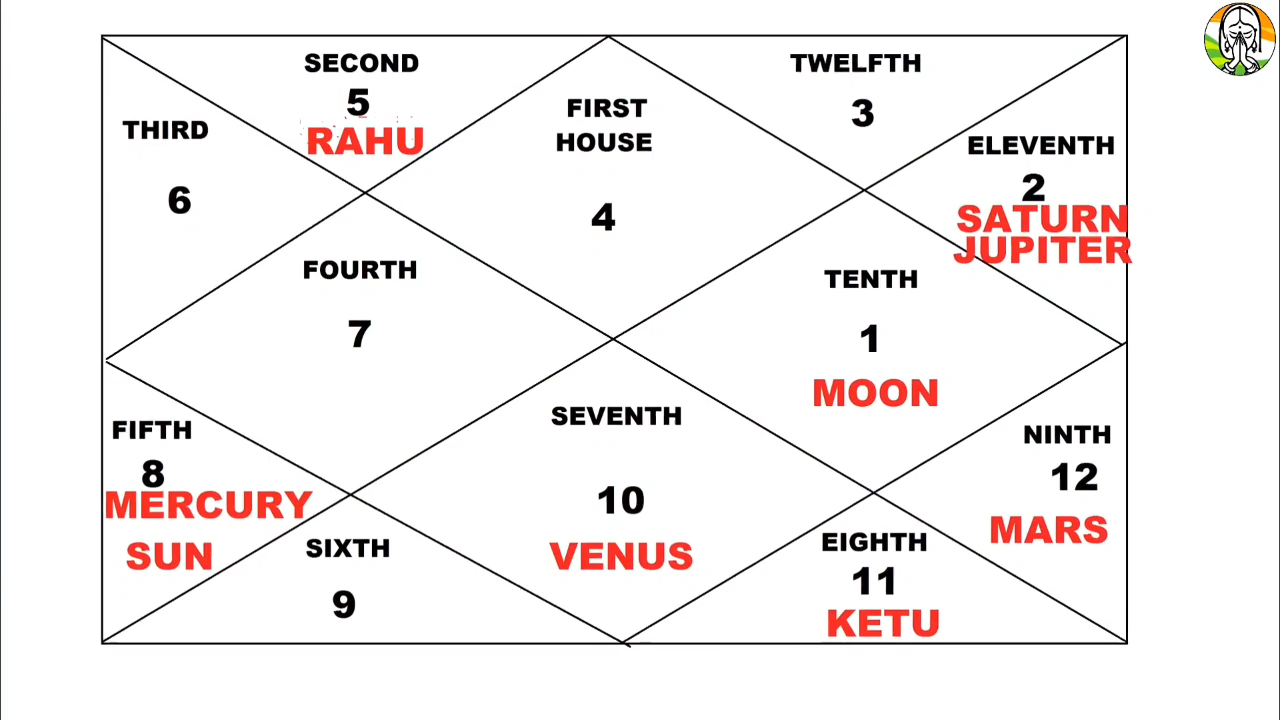 SECOND
5
RAHU
THIRD
6
FIRST
HOUSE
4
TWELFTH
3
ELEVENTH
2
SATURN
JUPITER
FOURTH
7
TENTH
1
MOON
FIFTH
8
MERCURY
SUN
SIXTH
9
SEVENTH
10
VENUS
EIGHTH
11
KETU
NINTH
12
MARS